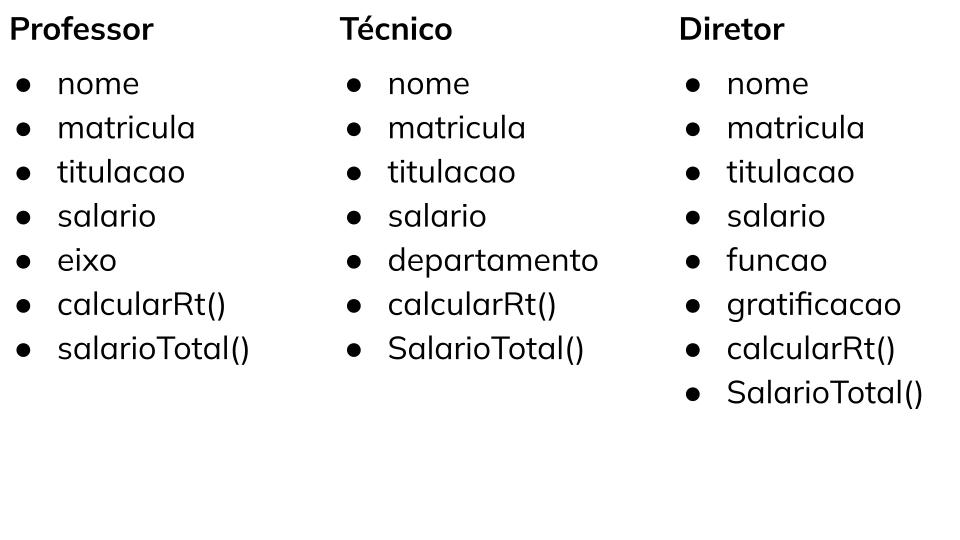 Professor
● nome
● matricula
● titulacao
● salario
● eixo
● calcularRt()
● salarioTotal()
Técnico
● nome
● matricula
● titulacao
● salario
● departamento
● calcularRt()
● SalarioTotal()
Diretor
● nome
● matricula
● titulacao
● salario
● funcao
● gratificacao
● calcularRt()
● SalarioTotal()